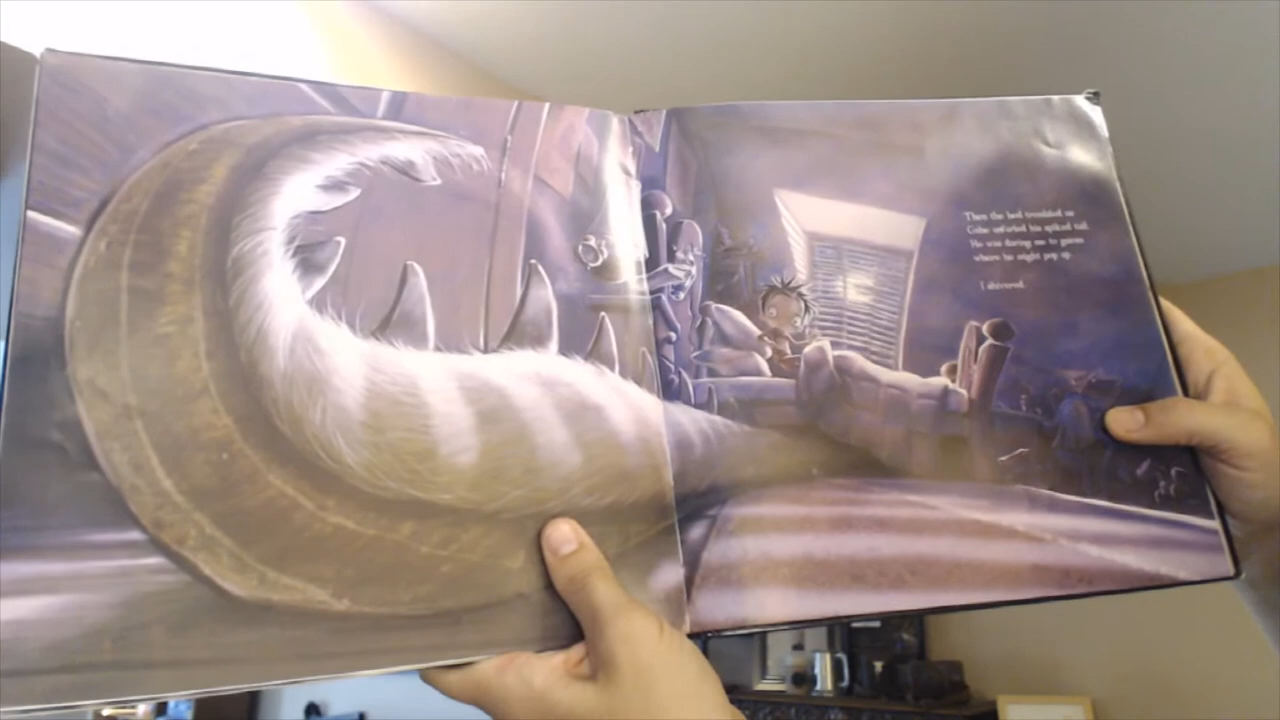 Then the bed trembled as
Gabe unfurled his spiked tail.
He was daring me to guess
where he might pop up.
I shivered.